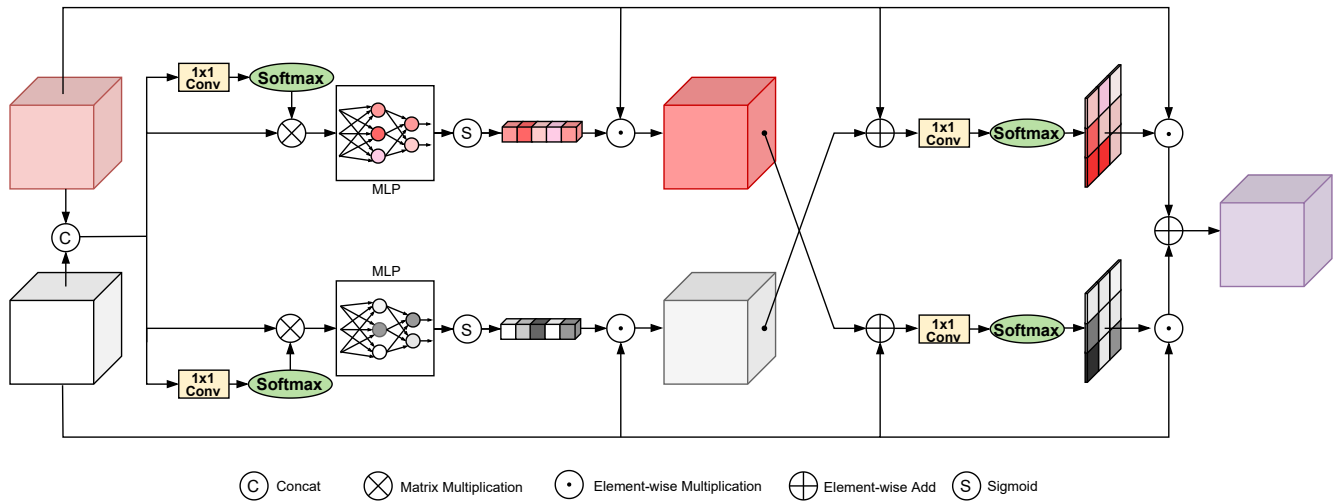 1x1
Conv
Softmax
MLP
S
C
MLP
S
1x1
Conv
Softmax
1x1
Conv
Softmax
1x1
Conv
Softmax
C Concat
Matrix Multiplication
Element-wise Multiplication
Element-wise Add
S Sigmoid